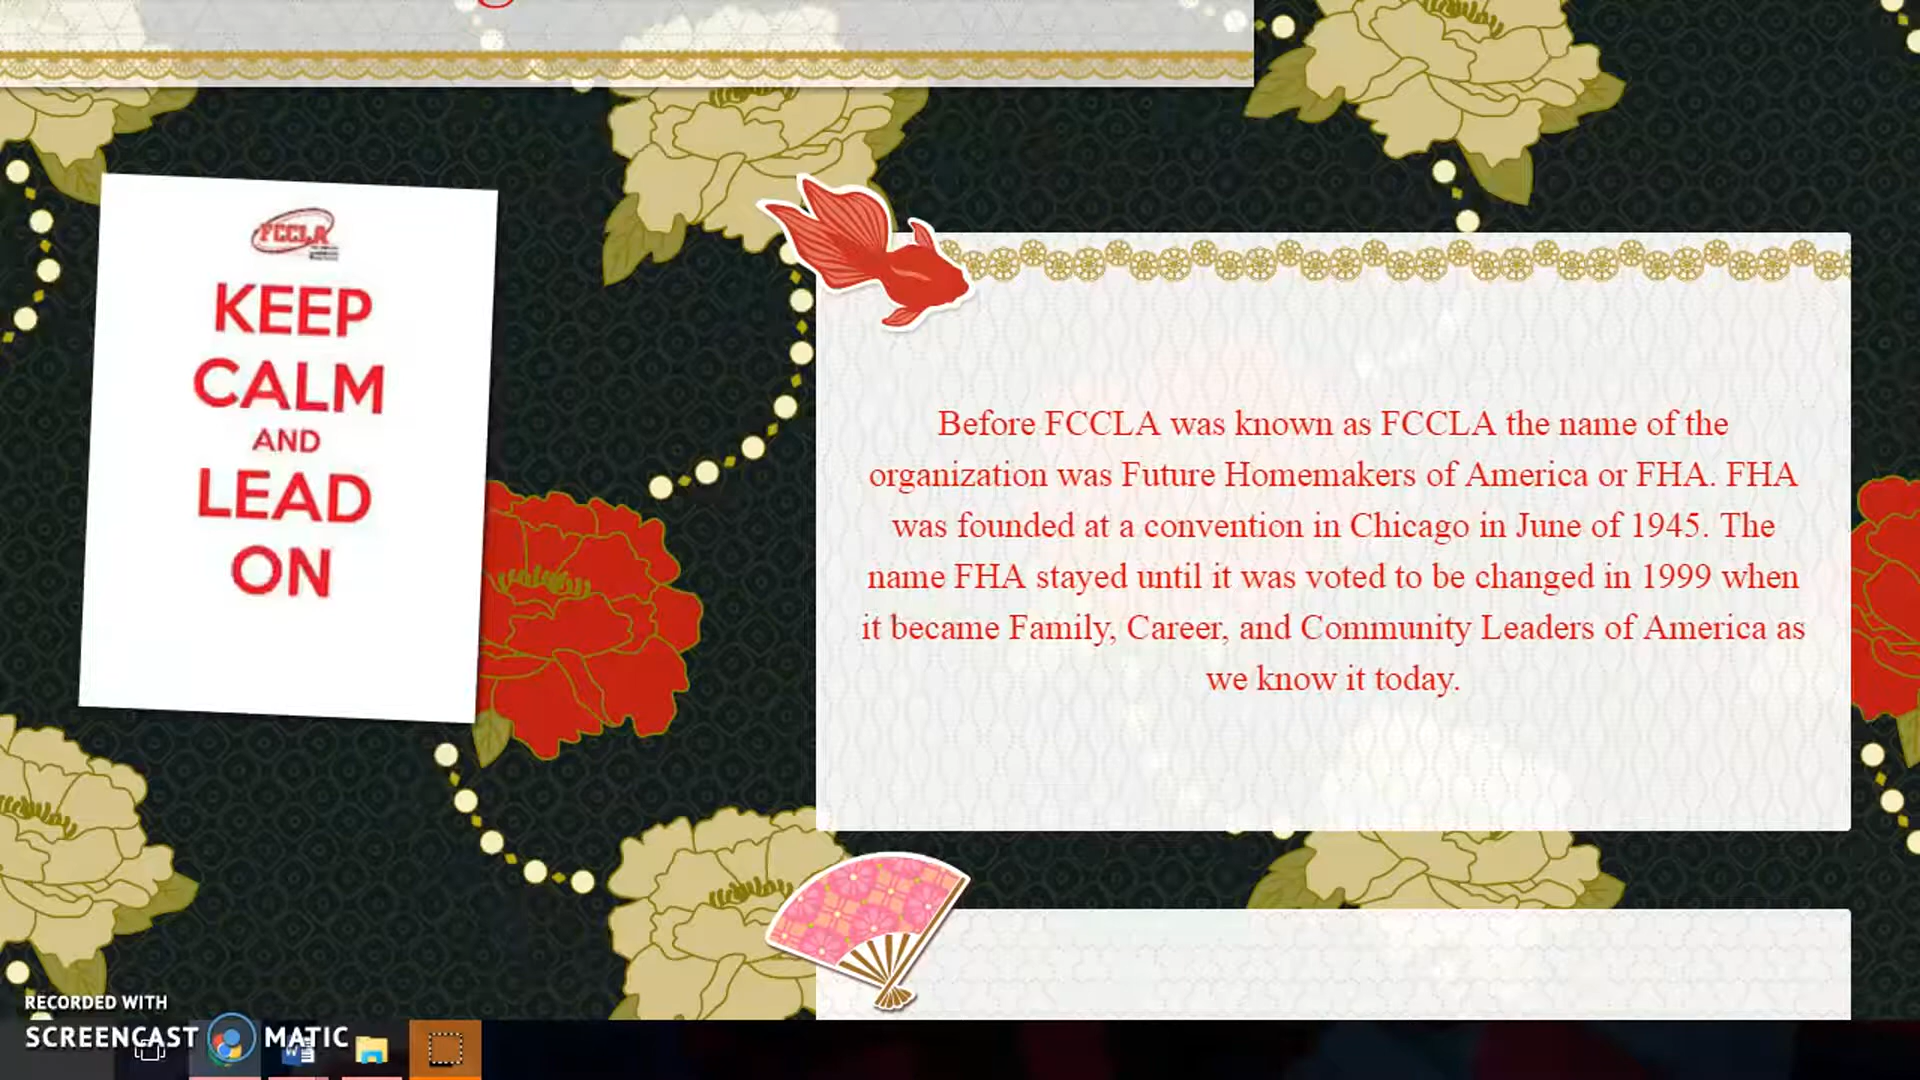 FCCLA
KEEP
CALM
AND
LEAD
ON
Before FCCLA was known as FCCLA the name of the
organization was Future Homemakers of America or FHA. FHA
was founded at a convention in Chicago in June of 1945. The
name FHA stayed until it was voted to be changed in 1999 when
it became Family, Career, and Community Leaders of America as
we know it today.
RECORDED WITH
SCREENCAST MATIC